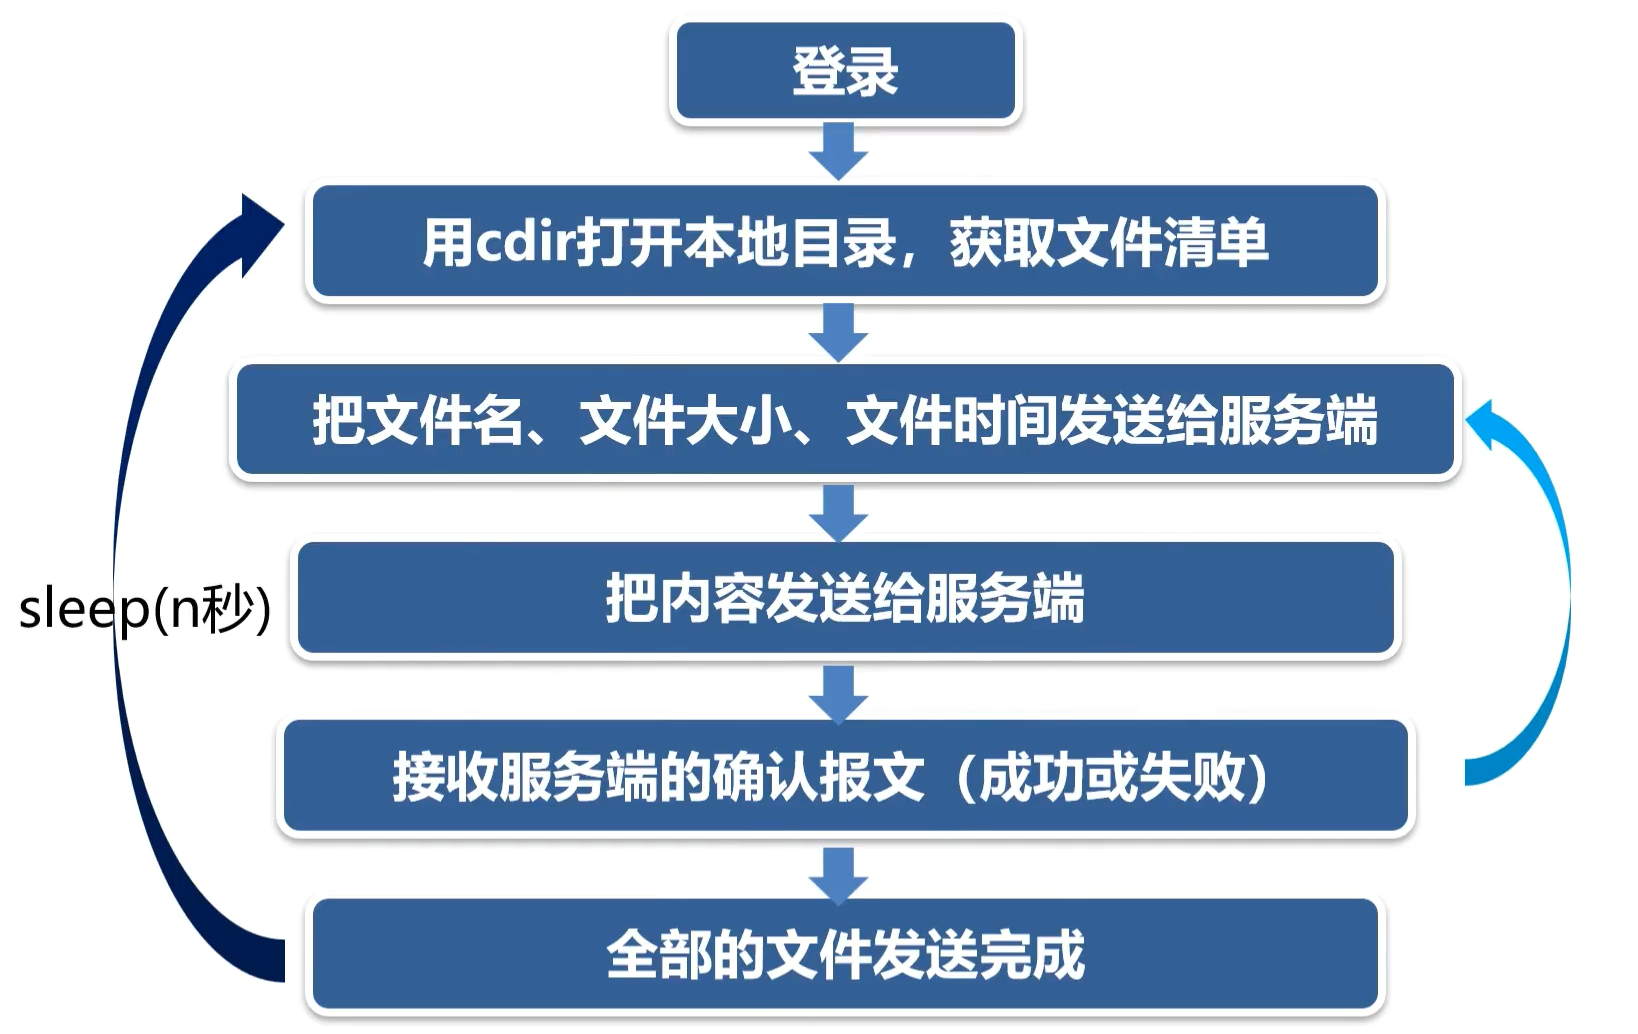 登录
用cdir打开本地目录，获取文件清单
把文件名、文件大小、文件时间发送给服务端
把内容发送给服务端
sleep(n秒)
接收服务端的确认报文（成功或失败）
全部的文件发送完成